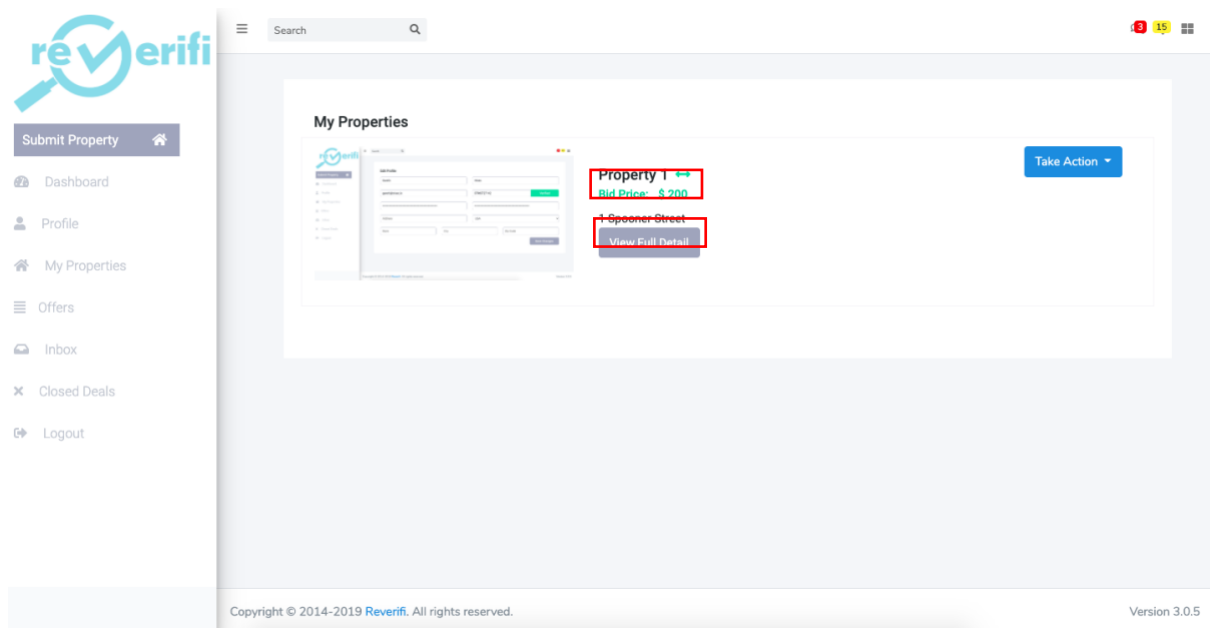 reverifi
Search
3 15
Submit Property
Dashboard
Profile
My Properties
Offers
Inbox
Closed Deals
Logout
My Properties
Property 1
Bid Price: $ 200
1 Spooner Street
View Full Detail
Take Action
Copyright © 2014-2019 Reverifi. All rights reserved.
Version 3.0.5